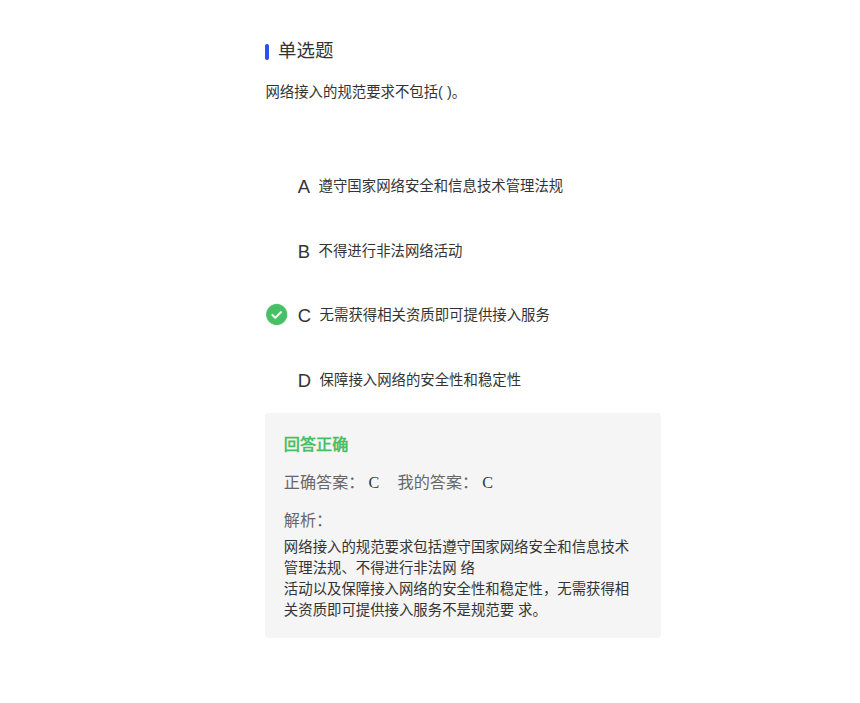 单选题
网络接入的规范要求不包括( )。
A 遵守国家网络安全和信息技术管理法规
B 不得进行非法网络活动
C 无需获得相关资质即可提供接入服务
D 保障接入网络的安全性和稳定性
回答正确
正确答案： C 我的答案： C
解析：
网络接入的规范要求包括遵守国家网络安全和信息技术
管理法规、不得进行非法网 络
活动以及保障接入网络的安全性和稳定性，无需获得相
关资质即可提供接入服务不是规范要 求。